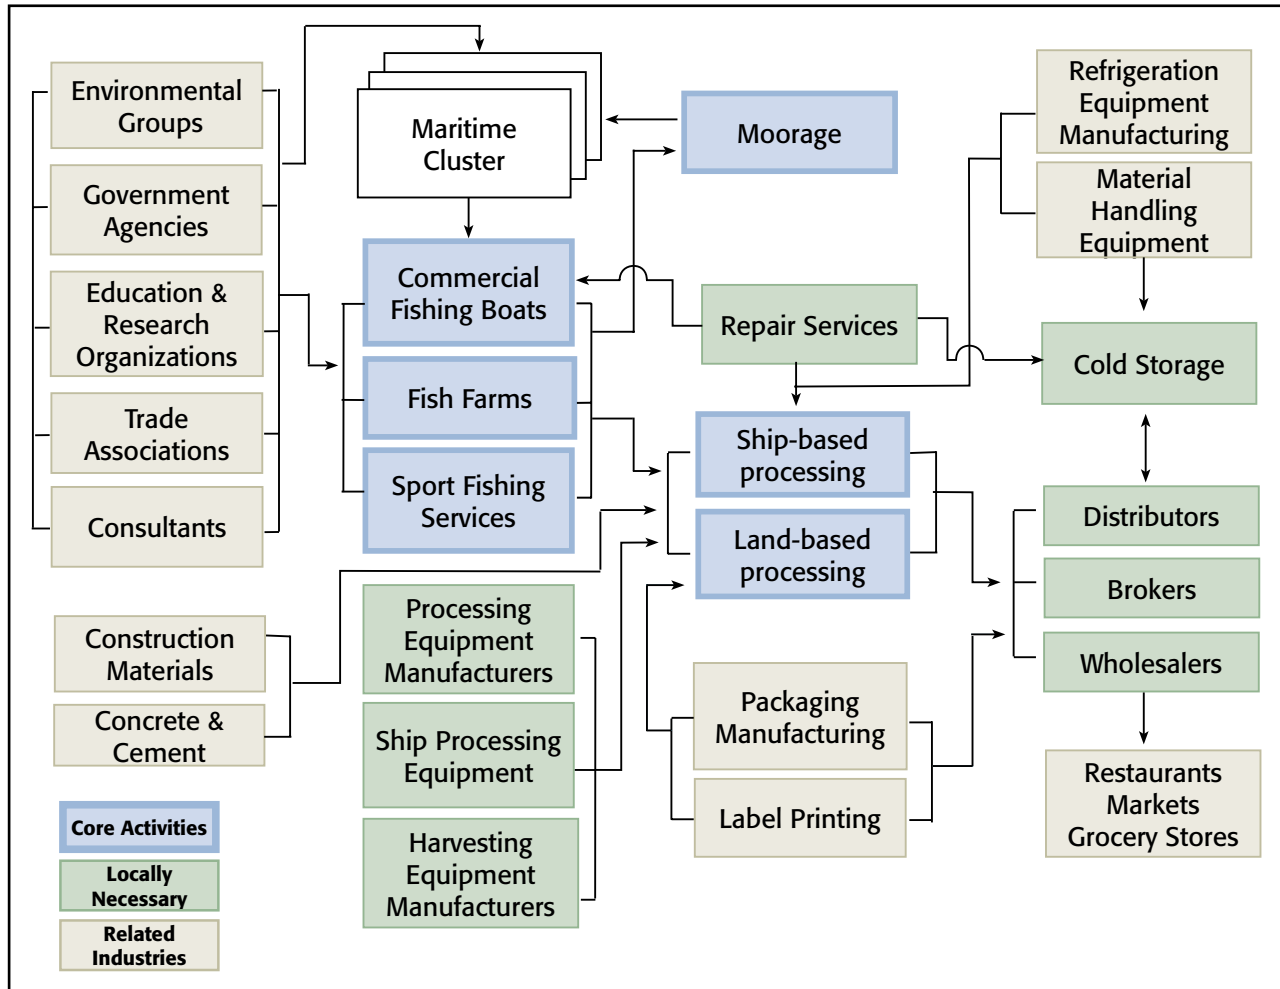 Environmental
Groups
Government
Agencies
Education &
Research
Organizations
Trade
Associations
Consultants
Maritime
Cluster
Moorage
Refrigeration
Equipment
Manufacturing
Material
Handling
Equipment
Commercial
Fishing Boats
Fish Farms
Sport Fishing
Services
Repair Services
Cold Storage
Ship-based
processing
Land-based
processing
Distributors
Brokers
Wholesalers
Construction
Materials
Concrete &
Cement
Processing
Equipment
Manufacturers
Ship Processing
Equipment
Harvesting
Equipment
Manufacturers
Packaging
Manufacturing
Label Printing
Restaurants
Markets
Grocery Stores
Core Activities
Locally
Necessary
Related
Industries